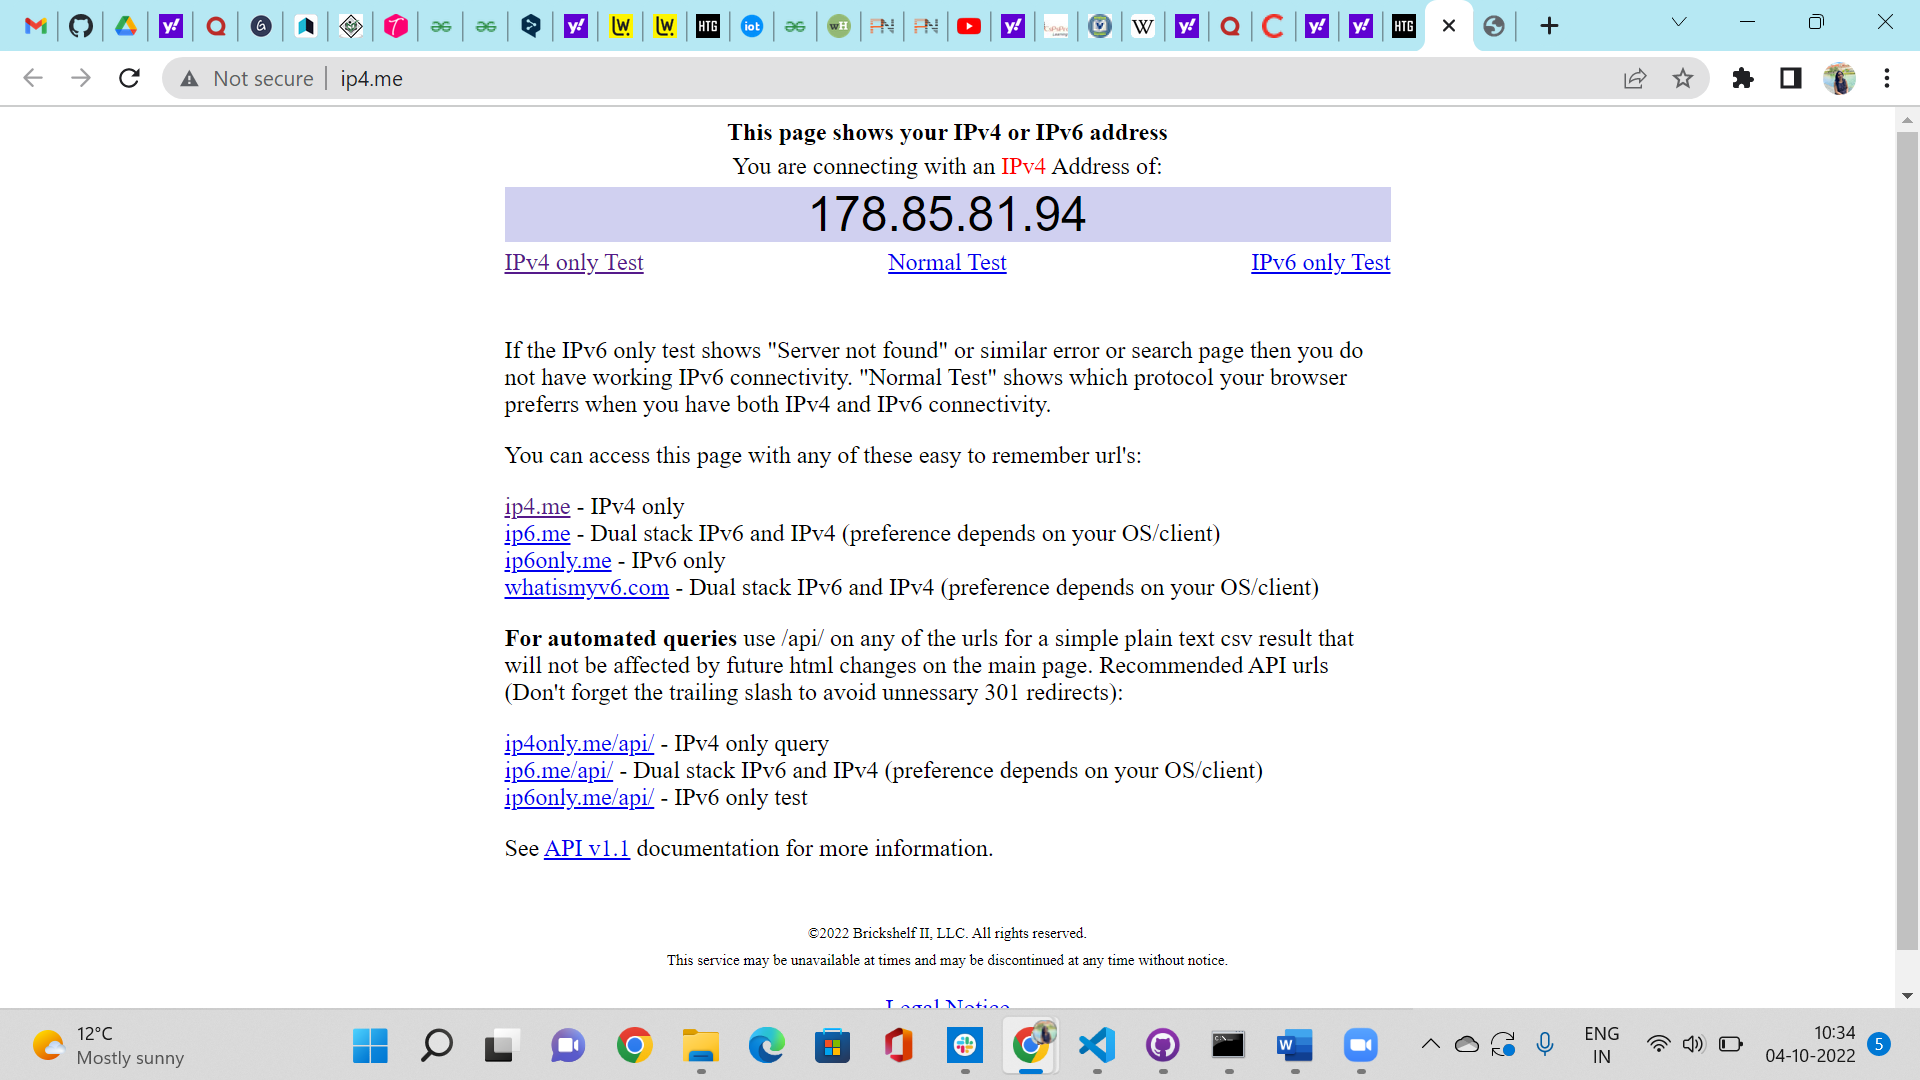 Not secure | ip4.me
This page shows your IPv4 or IPv6 address
You are connecting with an IPv4 Address of:
178.85.81.94
IPv4 only Test Normal Test IPv6 only Test
If the IPv6 only test shows "Server not found" or similar error or search page then you do
not have working IPv6 connectivity. "Normal Test" shows which protocol your browser
preferrs when you have both IPv4 and IPv6 connectivity.
You can access this page with any of these easy to remember url's:
ip4.me - IPv4 only
ip6.me - Dual stack IPv6 and IPv4 (preference depends on your OS/client)
ip6only.me - IPv6 only
whatismyv6.com - Dual stack IPv6 and IPv4 (preference depends on your OS/client)
For automated queries use /api/ on any of the urls for a simple plain text csv result that
will not be affected by future html changes on the main page. Recommended API urls
(Don't forget the trailing slash to avoid unnessary 301 redirects):
ip4only.me/api/ - IPv4 only query
ip6.me/api/ - Dual stack IPv6 and IPv4 (preference depends on your OS/client)
ip6only.me/api/ - IPv6 only test
See API v1.1 documentation for more information.
©2022 Brickshelf II, LLC. All rights reserved.
This service may be unavailable at times and may be discontinued at any time without notice.
Legal Notice
12°C
Mostly sunny
ENG
IN
10:34
04-10-2022
5